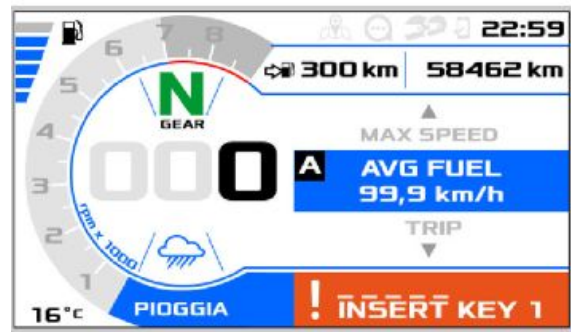 22:59
300 km 58462 km
8
7
6
5
4
3
2
1
rpm x 1000
N
GEAR
000
MAX SPEED
A AVG FUEL
99,9 km/h
TRIP
16°c PIOGGIA ! INSERT KEY 1